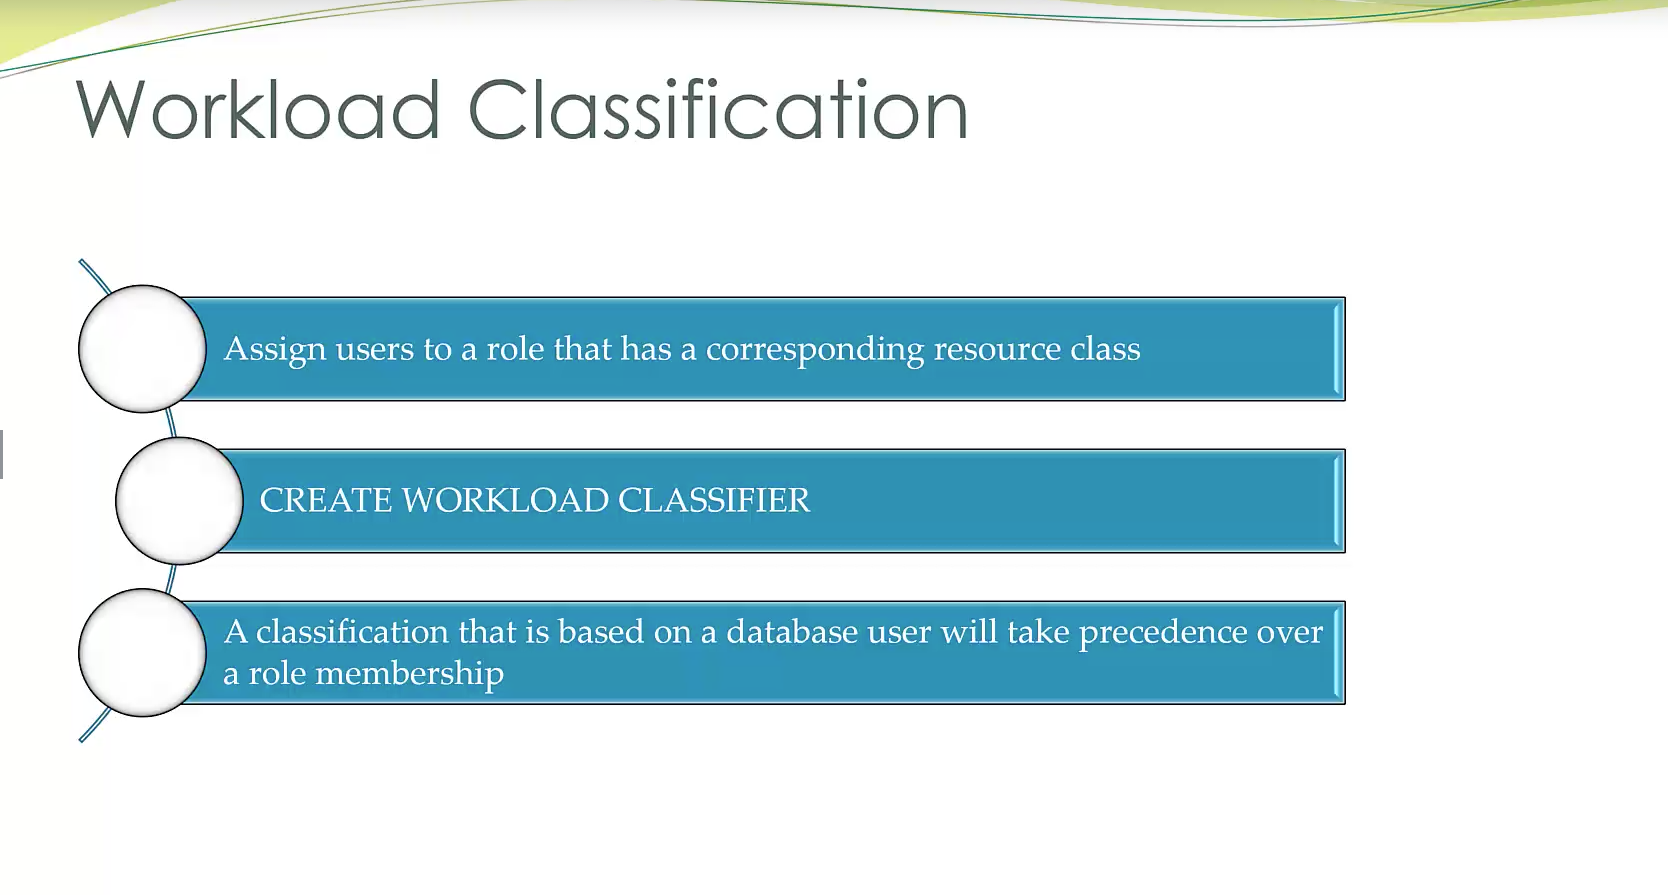 Workload Classification
Assign users to a role that has a corresponding resource class
CREATE WORKLOAD CLASSIFIER
A classification that is based on a database user will take precedence over
a role membership